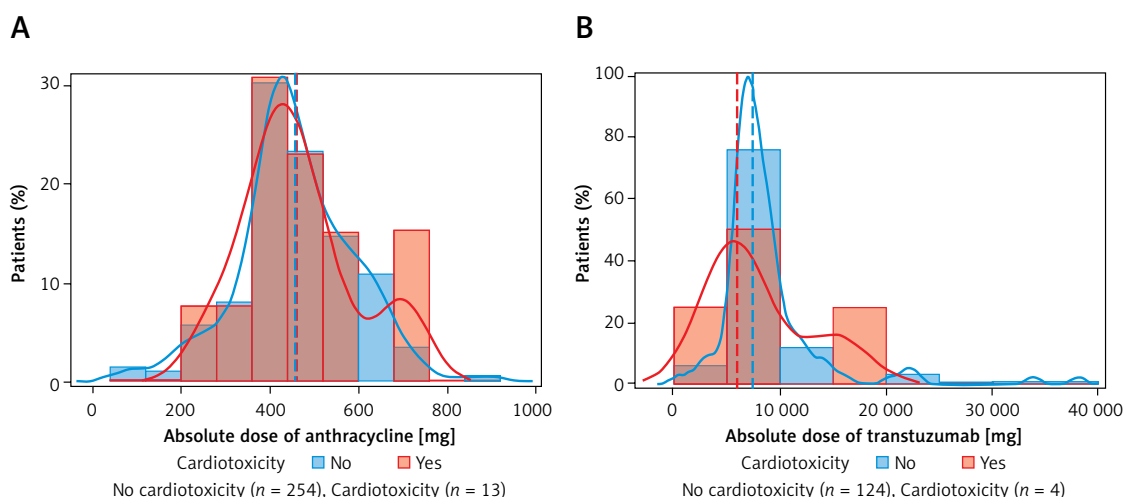 A
Patients (%)
30
20
10
0
0 200 400 600 800 1000
Absolute dose of anthracycline [mg]
Cardiotoxicity No Yes
No cardiotoxicity (n = 254), Cardiotoxicity (n = 13)
B
Patients (%)
100
80
60
40
20
0
0 10 000 20 000 30 000 40 000
Absolute dose of transtuzumab [mg]
Cardiotoxicity No Yes
No cardiotoxicity (n = 124), Cardiotoxicity (n = 4)